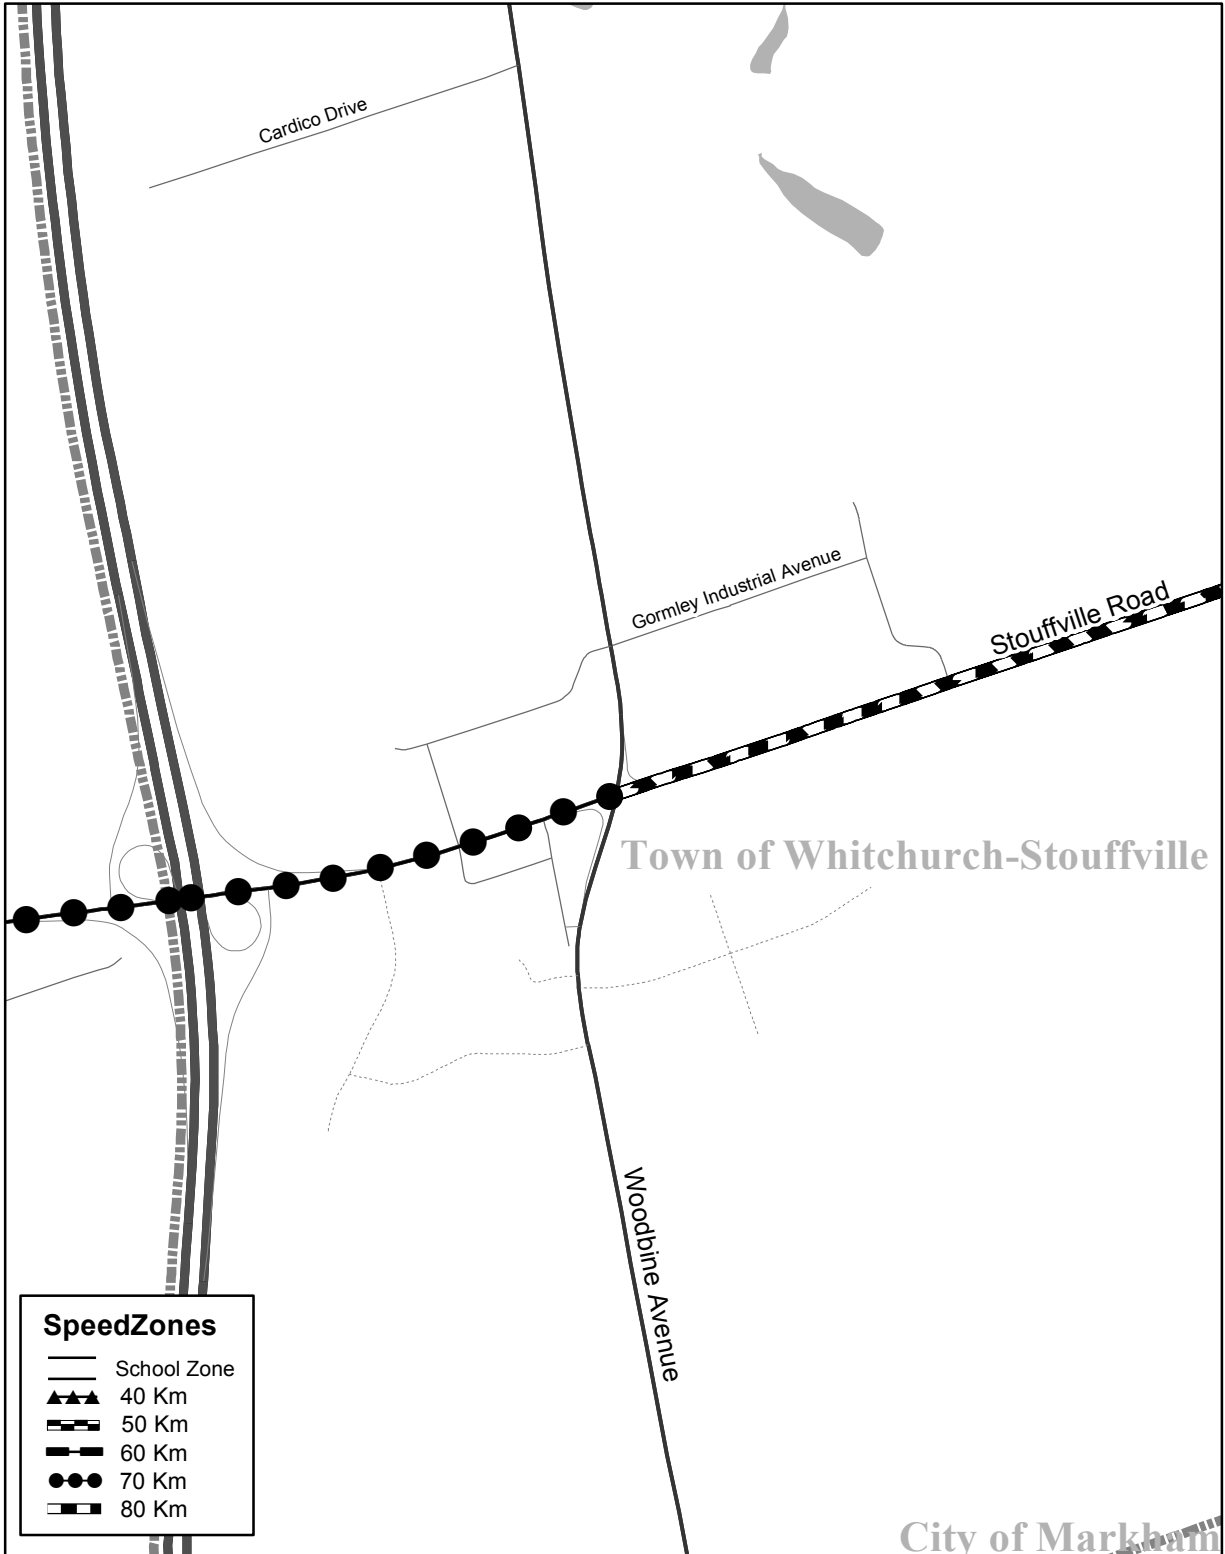 Cardico Drive
Gormley Industrial Avenue
Stouffville Road
Town of Whitchurch-Stouffville
Woodbine Avenue
SpeedZones
School Zone
40 Km
50 Km
60 Km
70 Km
80 Km
City of Markham